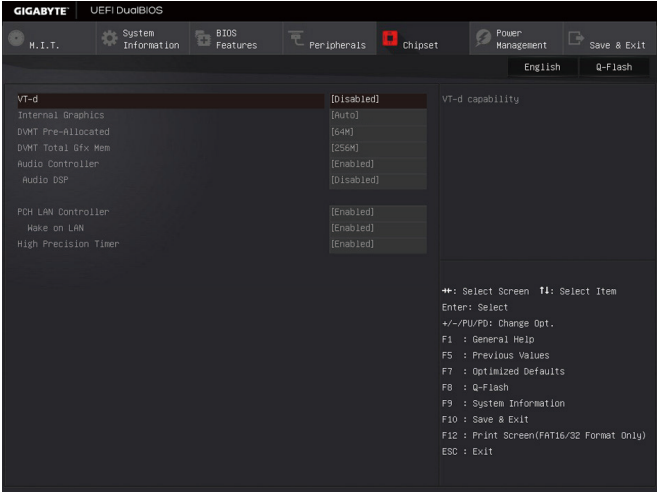 GIGABYTE™ UEFI DualBIOS
M.I.T. System Information BIOS Features Peripherals Chipset Power Management Save & Exit
English Q-Flash
VT-d [Disabled] VT-d capability
Internal Graphics [Auto]
DVMT Pre-Allocated [64M]
DVMT Total Gfx Mem [256M]
Audio Controller [Enabled]
Audio DSP [Disabled]
PCH LAN Controller [Enabled]
Wake on LAN [Enabled]
High Precision Timer [Enabled]
→←: Select Screen ↑↓: Select Item
Enter: Select
+/-/PU/PD: Change Opt.
F1 : General Help
F5 : Previous Values
F7 : Optimized Defaults
F8 : Q-Flash
F9 : System Information
F10 : Save & Exit
F12 : Print Screen(FAT16/32 Format Only)
ESC : Exit